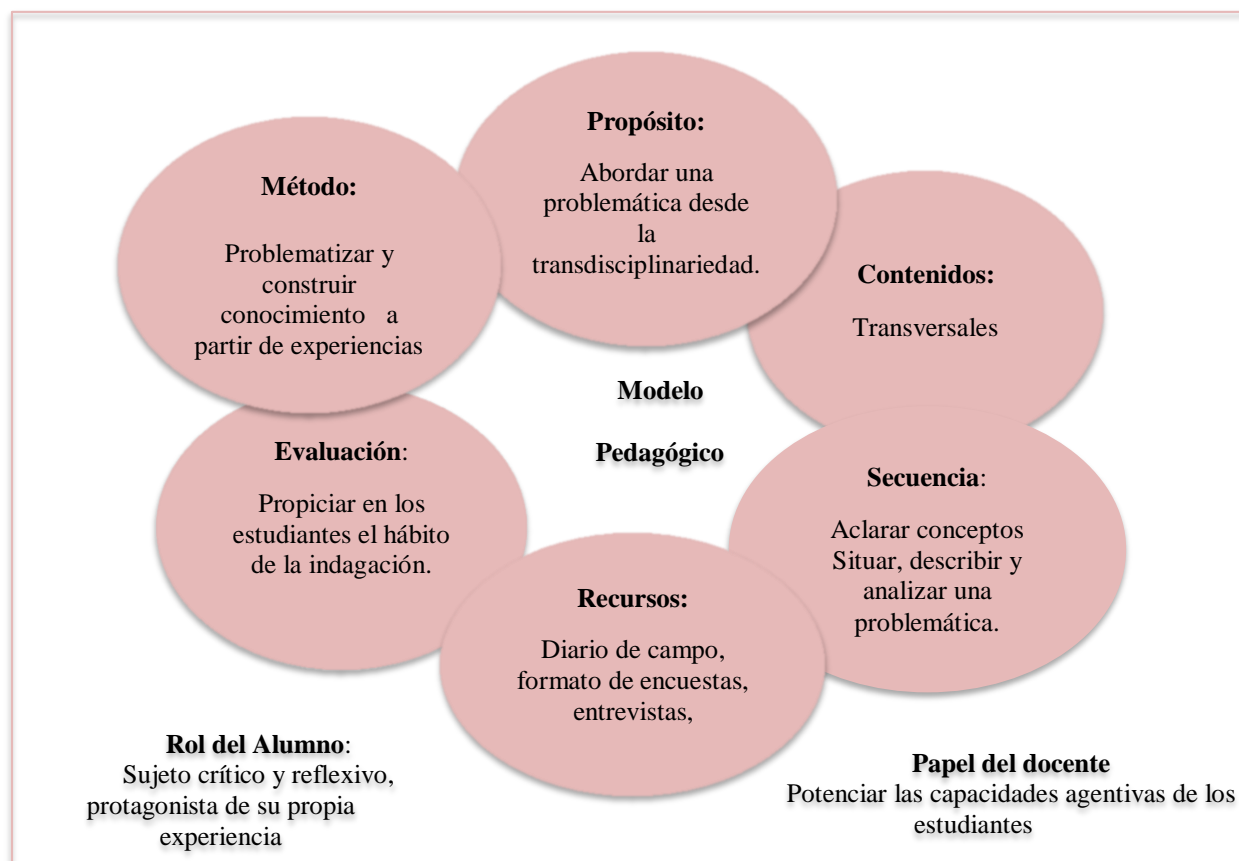 Propósito:
Abordar una
problemática desde
la
transdisciplinariedad.
Método:
Problematizar y
construir
conocimiento a
partir de experiencias
Contenidos:
Transversales
Modelo
Pedagógico
Evaluación:
Propiciar en los
estudiantes el hábito
de la indagación.
Secuencia:
Aclarar conceptos
Situar, describir y
analizar una
problemática.
Recursos:
Diario de campo,
formato de encuestas,
entrevistas,
Rol del Alumno:
Sujeto crítico y reflexivo,
protagonista de su propia
experiencia
Papel del docente
Potenciar las capacidades agentivas de los
estudiantes